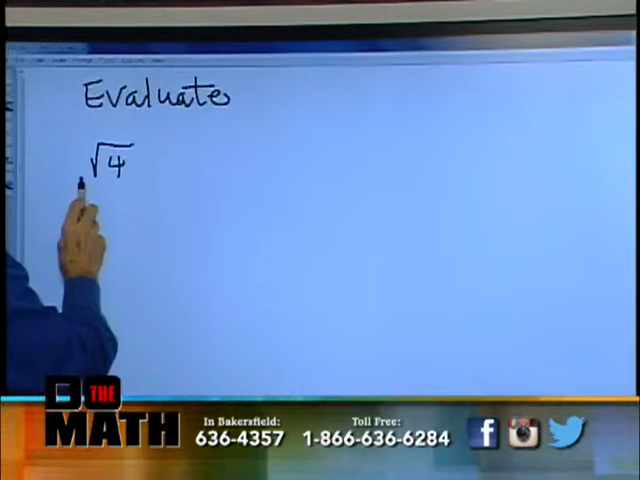 Evaluate
√4
DO THE
MATH
In Bakersfield:
636-4357
Toll Free:
1-866-636-6284